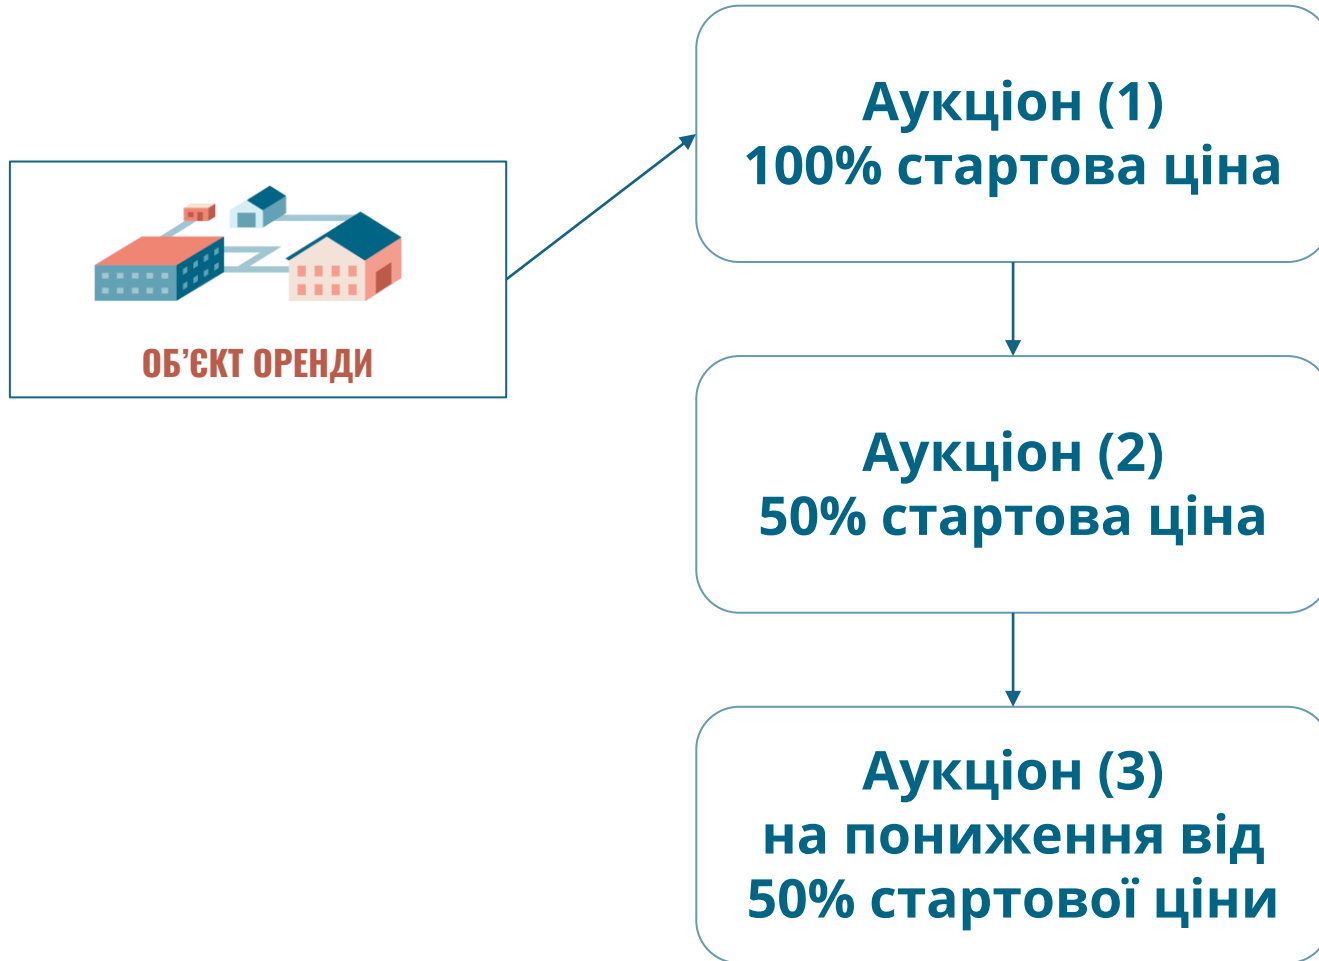 ОБ’ЄКТ ОРЕНДИ
Аукціон (1)
100% стартова ціна
Аукціон (2)
50% стартова ціна
Аукціон (3)
на пониження від
50% стартової ціни